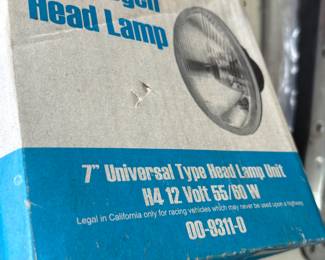 Head Lamp
7" Universal Type Head Lamp Unit
H4 12 Volt 55/60 W
Legal in California only for racing vehicles which may never be used upon a highway.
00-9311-0